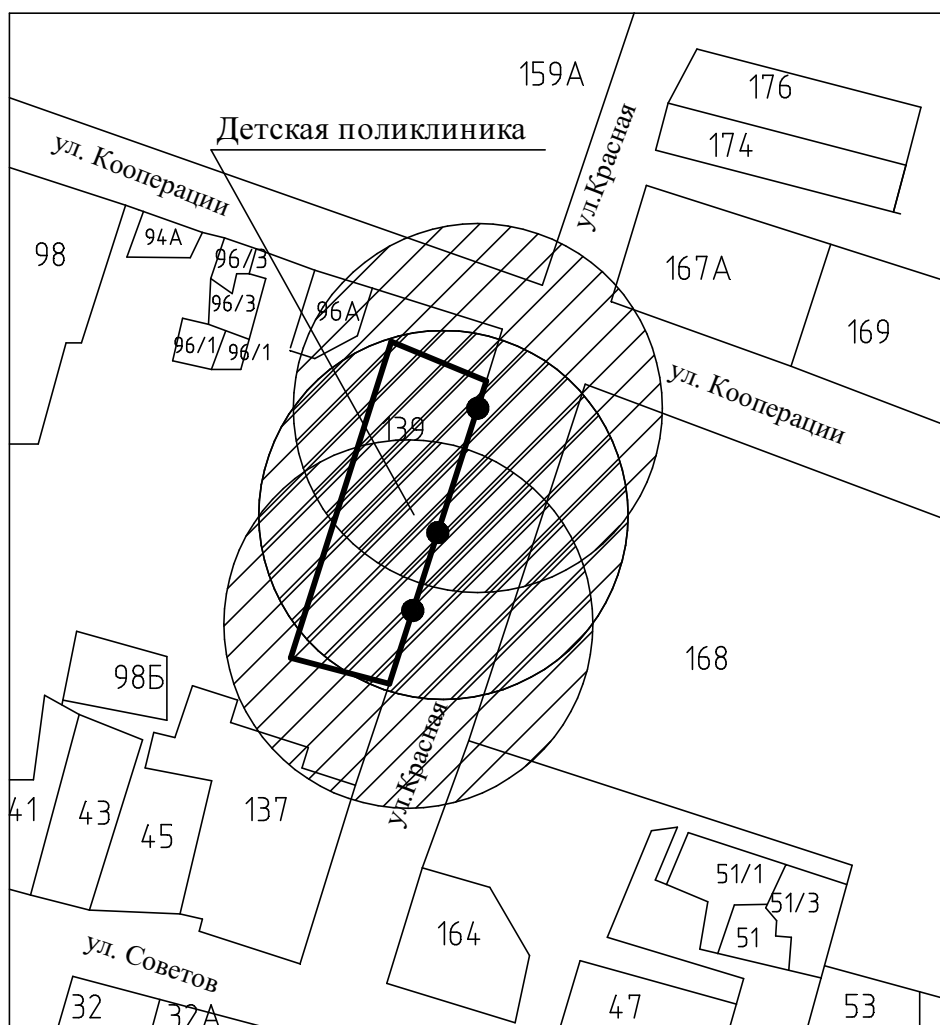 159А
176
Детская поликлиника
174
ул. Кооперации
ул.Красная
94А
98
96/3
167А
96/3
96А
169
96/1
96/1
ул. Кооперации
139
168
98Б
ул.Красная
41
43
137
45
51/1
51/3
164
51
ул. Советов
32
32А
47
53